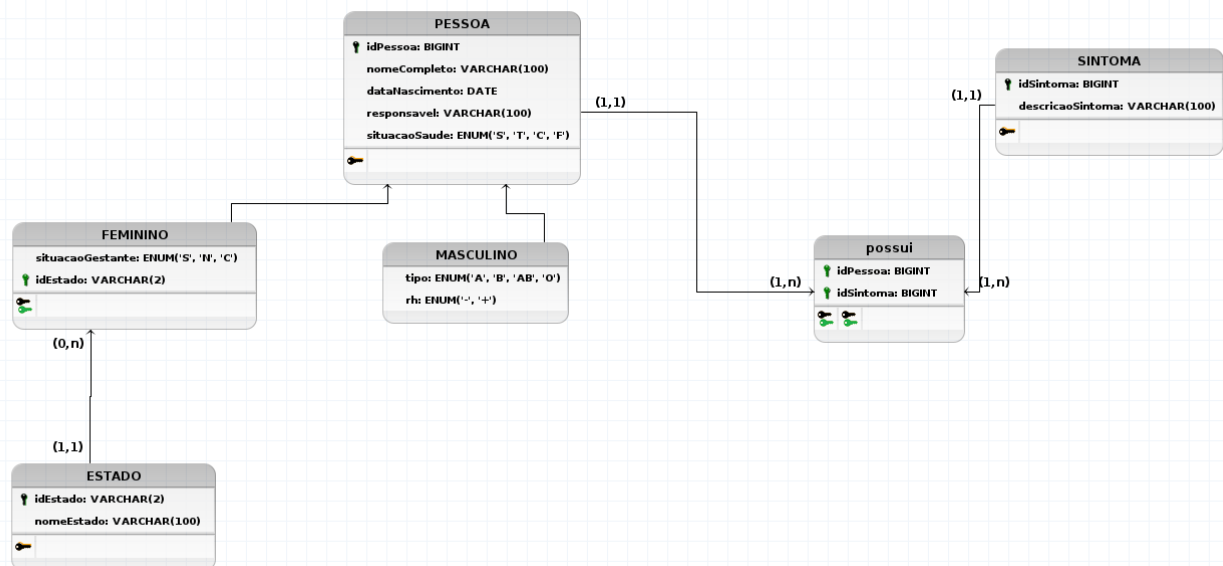 PESSOA
idPessoa: BIGINT
nomeCompleto: VARCHAR(100)
dataNascimento: DATE
responsavel: VARCHAR(100)
situacaoSaude: ENUM('S', 'T', 'C', 'F')
(1,1)
(1,n)
SINTOMA
idSintoma: BIGINT
descricaoSintoma: VARCHAR(100)
(1,1)
(1,n)
possui
idPessoa: BIGINT
idSintoma: BIGINT
FEMININO
situacaoGestante: ENUM('S', 'N', 'C')
idEstado: VARCHAR(2)
MASCULINO
tipo: ENUM('A', 'B', 'AB', 'O')
rh: ENUM('-', '+')
(0,n)
(1,1)
ESTADO
idEstado: VARCHAR(2)
nomeEstado: VARCHAR(100)